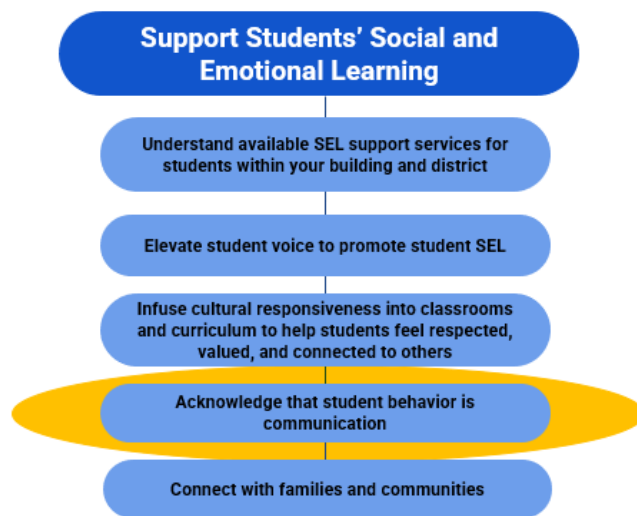 Support Students’ Social and
Emotional Learning
Understand available SEL support services for
students within your building and district
Elevate student voice to promote student SEL
Infuse cultural responsiveness into classrooms
and curriculum to help students feel respected,
valued, and connected to others
Acknowledge that student behavior is
communication
Connect with families and communities